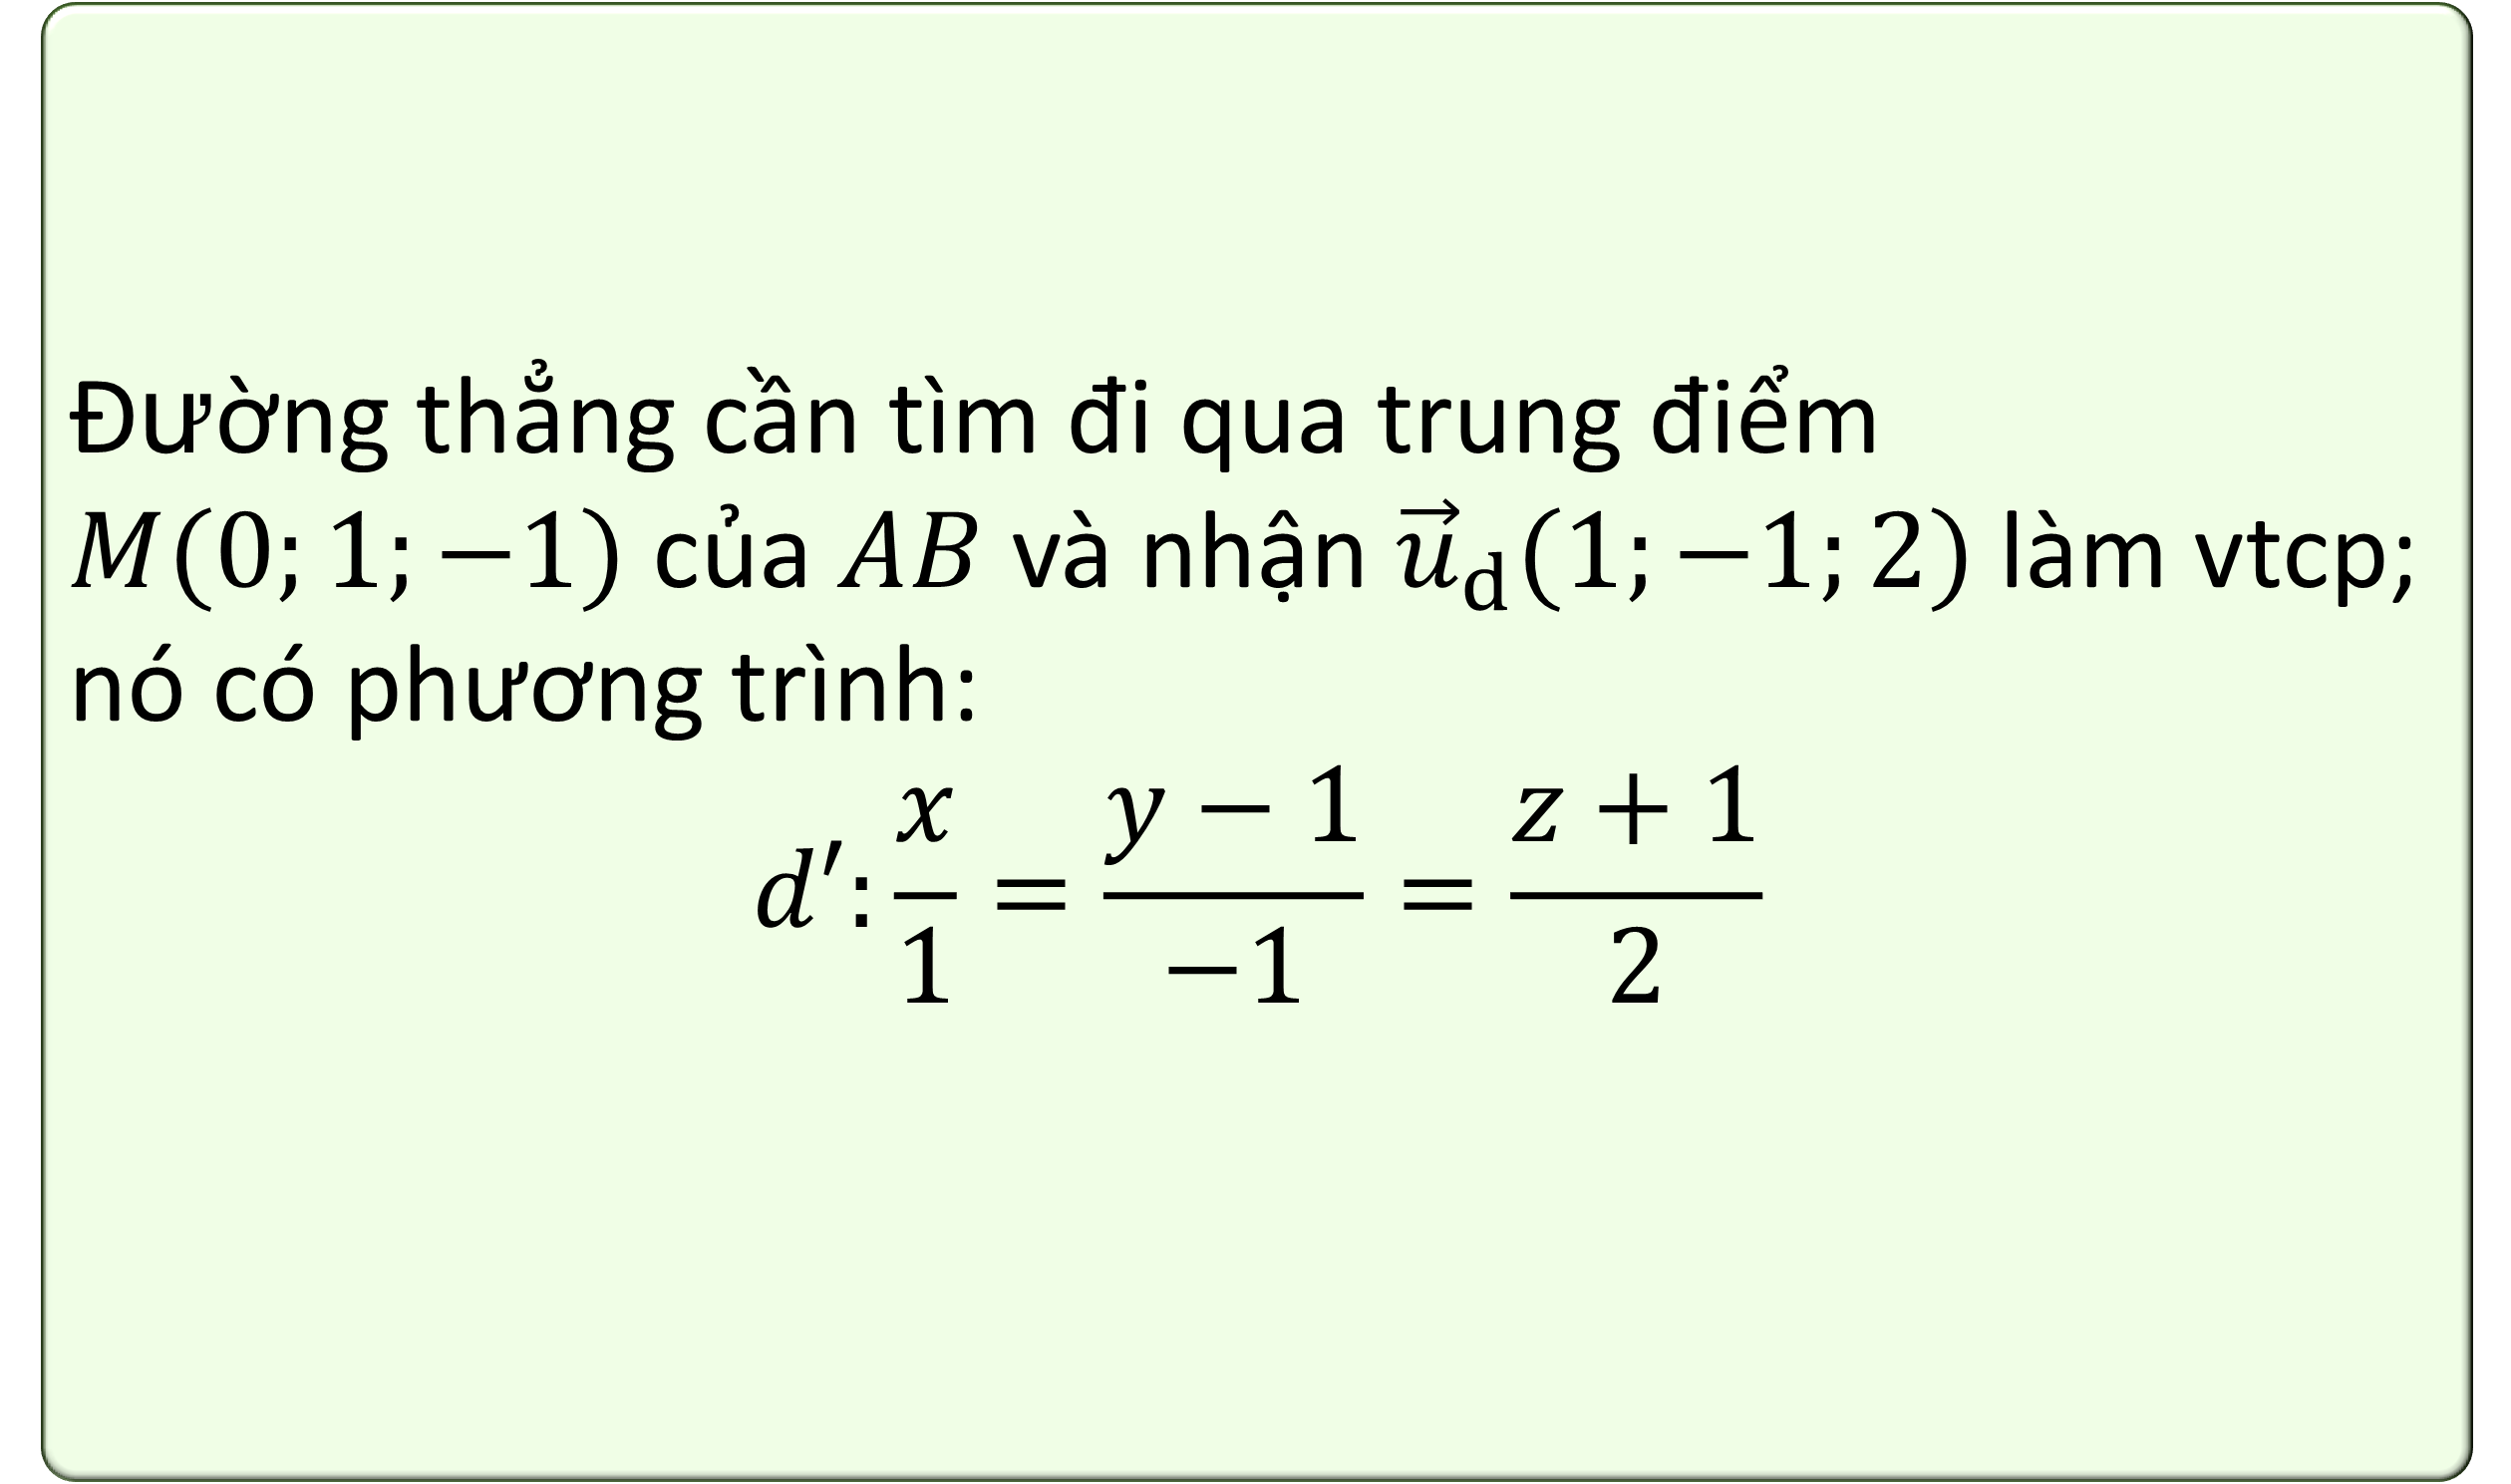 Đường thẳng cần tìm đi qua trung điểm
M(0; 1; −1) của AB và nhận u⃗_d(1; −1; 2) làm vtcp;
nó có phương trình:
d′: x/1 = (y − 1)/(−1) = (z + 1)/2